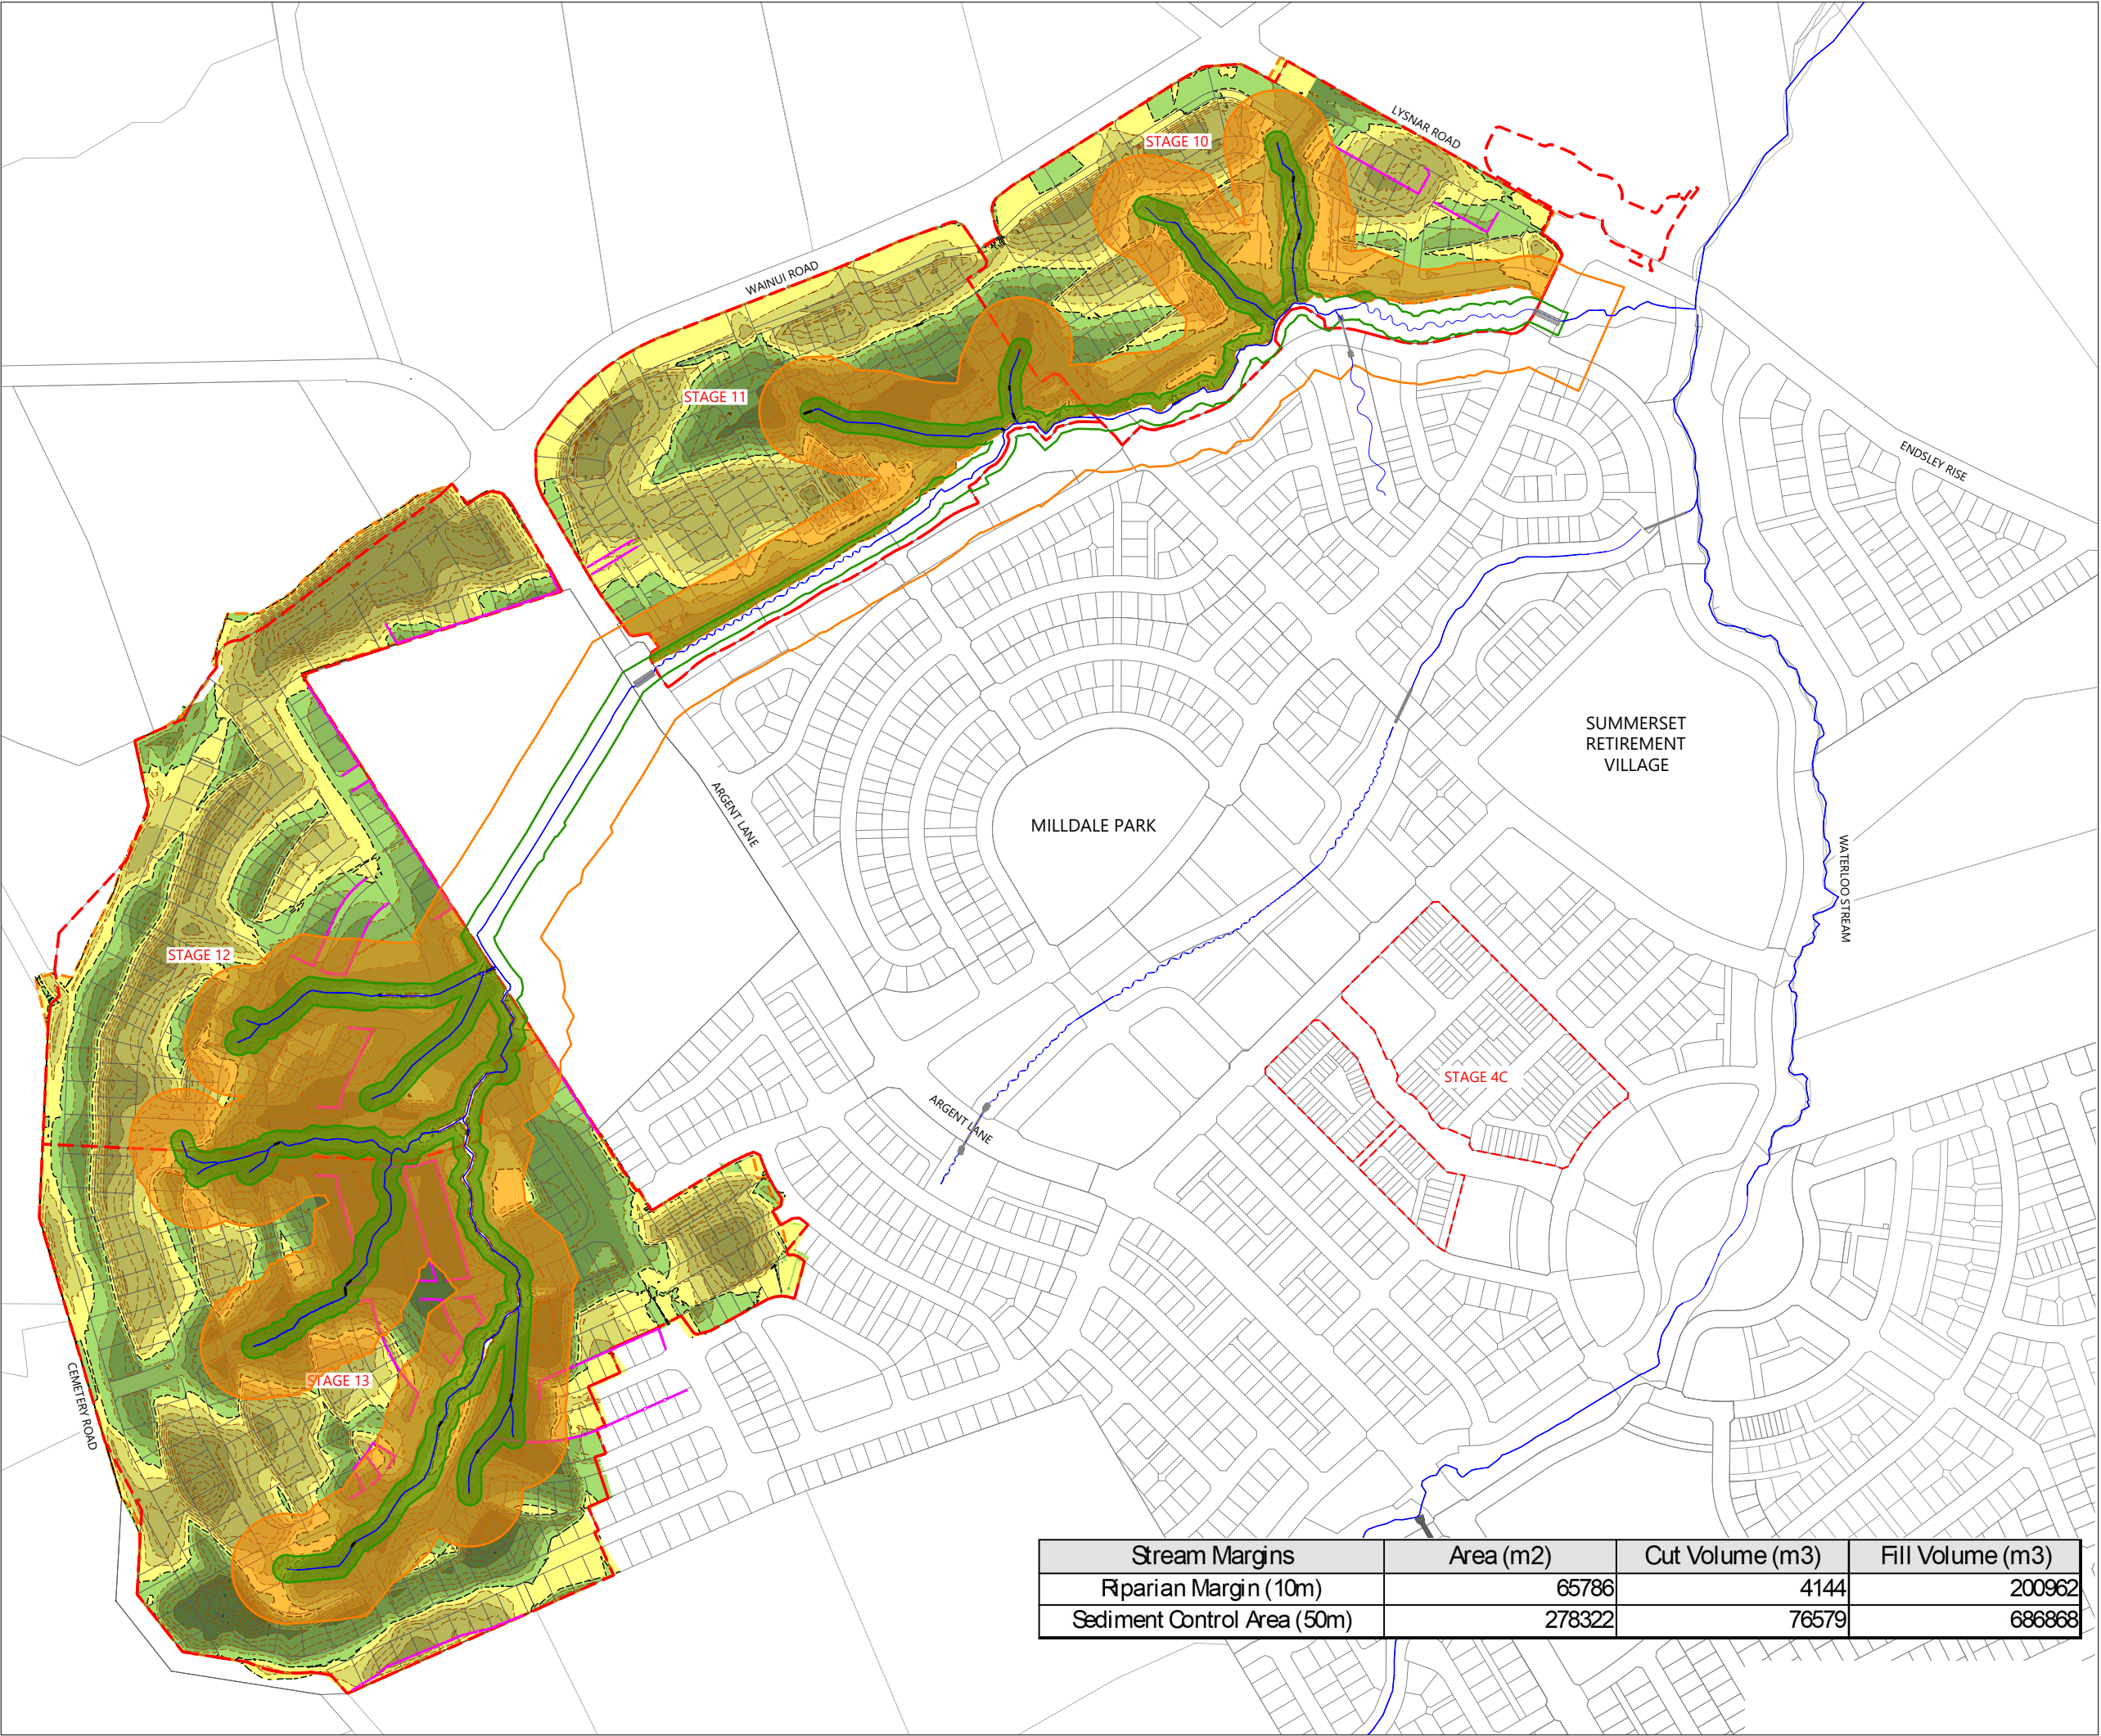 LYSNAR ROAD
STAGE 10
WAINUI ROAD
STAGE 11
ENDSLEY RISE
SUMMERSET
RETIREMENT
VILLAGE
ARGENT LANE
MILLDALE PARK
WATERLOO STREAM
STAGE 12
STAGE 4C
ARGENT LANE
STAGE 13
CEMETERY ROAD
Stream Margins Area (m2) Cut Volume (m3) Fill Volume (m3)
Riparian Margin (10m) 65786 4144 200962
Sediment Control Area (50m) 278322 76579 686868